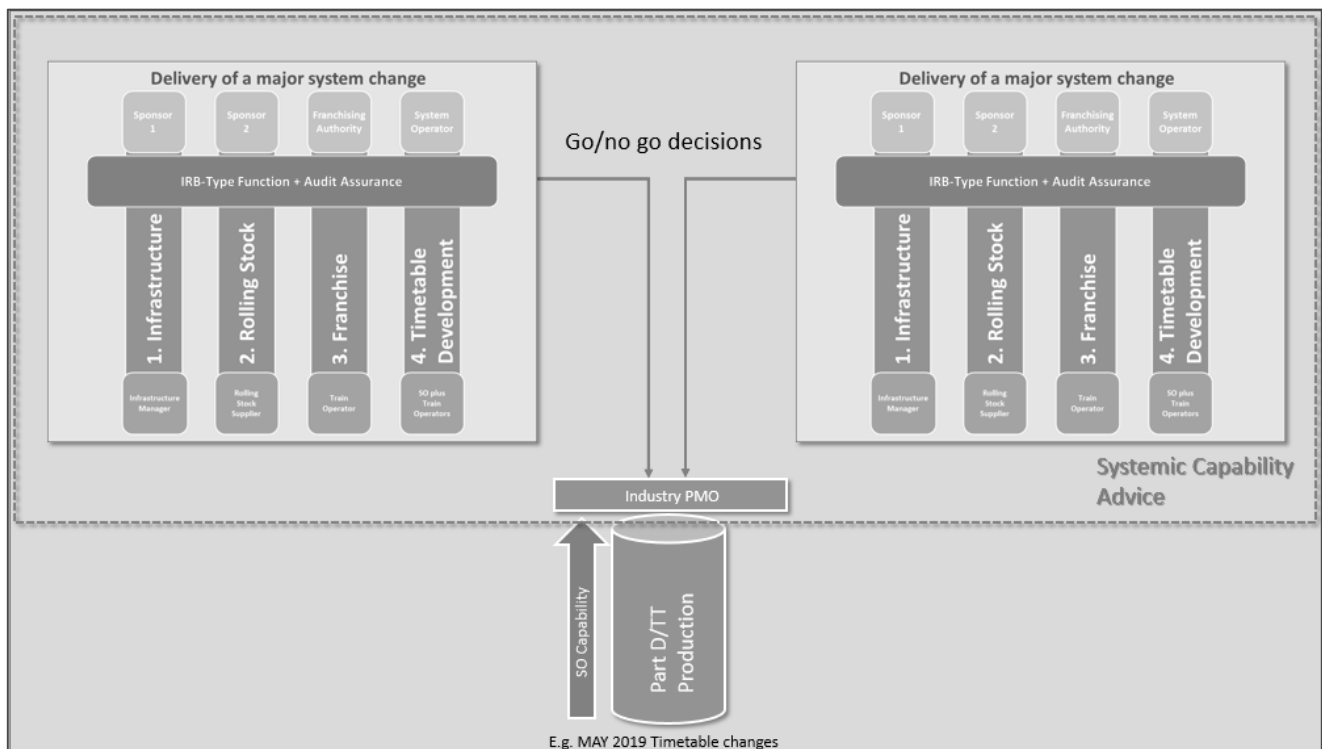 Delivery of a major system change
Sponsor
1
Sponsor
2
Franchising
Authority
System
Operator
IRB-Type Function + Audit Assurance
1. Infrastructure
2. Rolling Stock
3. Franchise
4. Timetable
Development
Infrastructure
Manager
Rolling
Stock
Supplier
Train
Operator
SO plus
Train
Operators
Go/no go decisions
Delivery of a major system change
Sponsor
1
Sponsor
2
Franchising
Authority
System
Operator
IRB-Type Function + Audit Assurance
1. Infrastructure
2. Rolling Stock
3. Franchise
4. Timetable
Development
Infrastructure
Manager
Rolling
Stock
Supplier
Train
Operator
SO plus
Train
Operators
Systemic Capability
Advice
Industry PMO
SO Capability
Part D/TT
Production
E.g. MAY 2019 Timetable changes